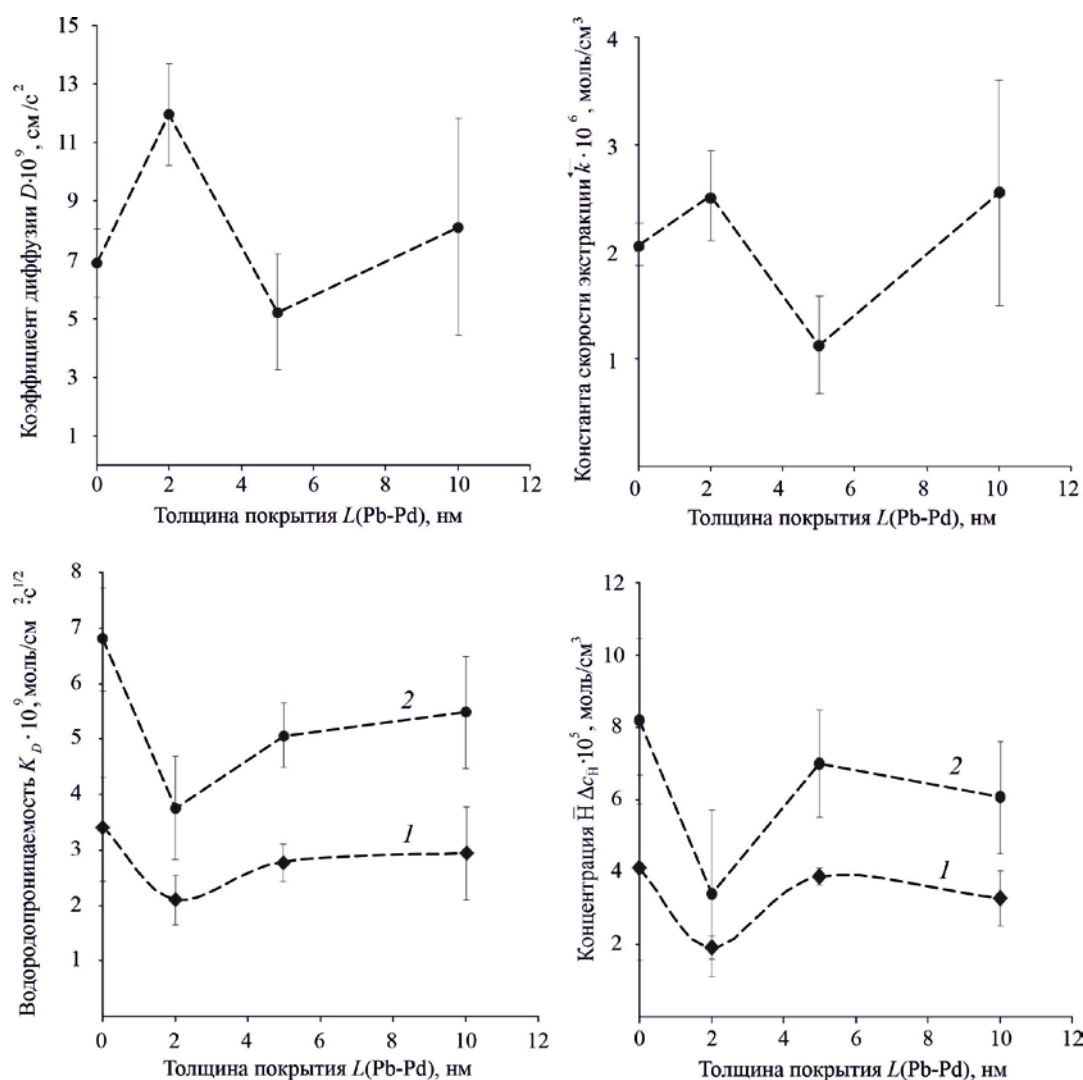 Коэффициент диффузии D·10⁹, см/с²
15
13
11
9
7
5
3
1
0 2 4 6 8 10 12
Толщина покрытия L(Pb-Pd), нм
Константа скорости экстракции k · 10⁶, моль/см³
4
3
2
1
0 2 4 6 8 10 12
Толщина покрытия L(Pb-Pd), нм
Водородопроницаемость K_D · 10⁹, моль/см²·с^1/2
8
7
6
5
4
3
2
1
2
1
0 2 4 6 8 10 12
Толщина покрытия L(Pb-Pd), нм
Концентрация H̅ Δc_H̅·10⁵, моль/см³
12
10
8
6
4
2
2
1
0 2 4 6 8 10 12
Толщина покрытия L(Pb-Pd), нм